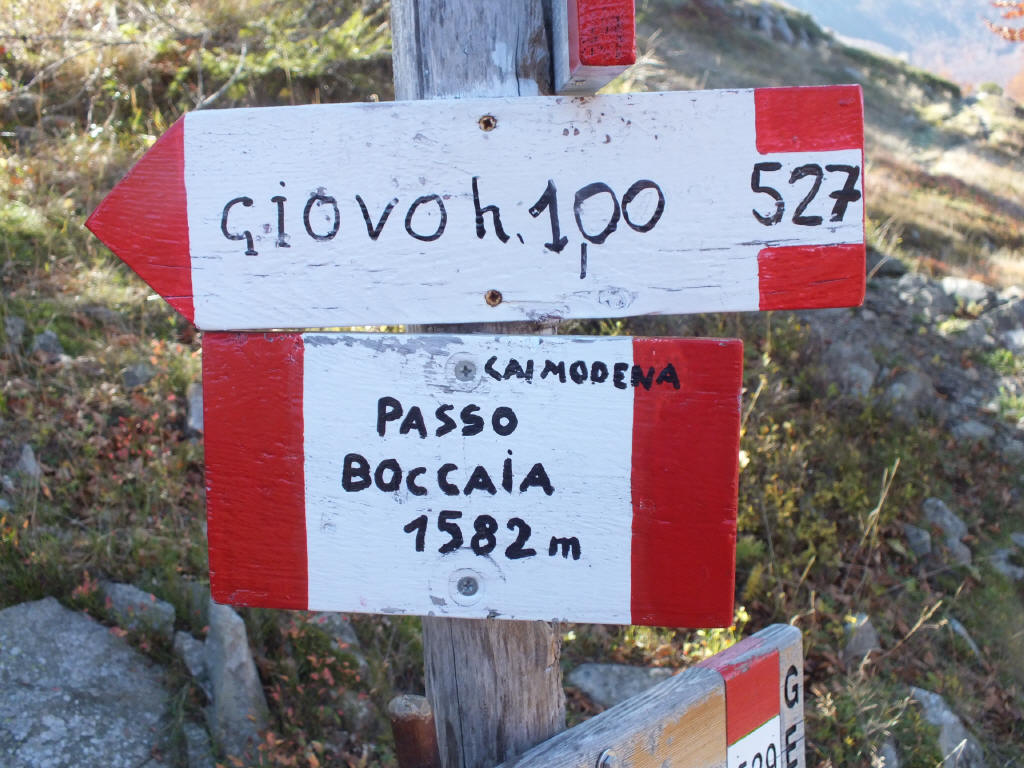 GIOVO h. 1,00 527
CAI MODENA
PASSO
BOCCAIA
1582 m
G
E